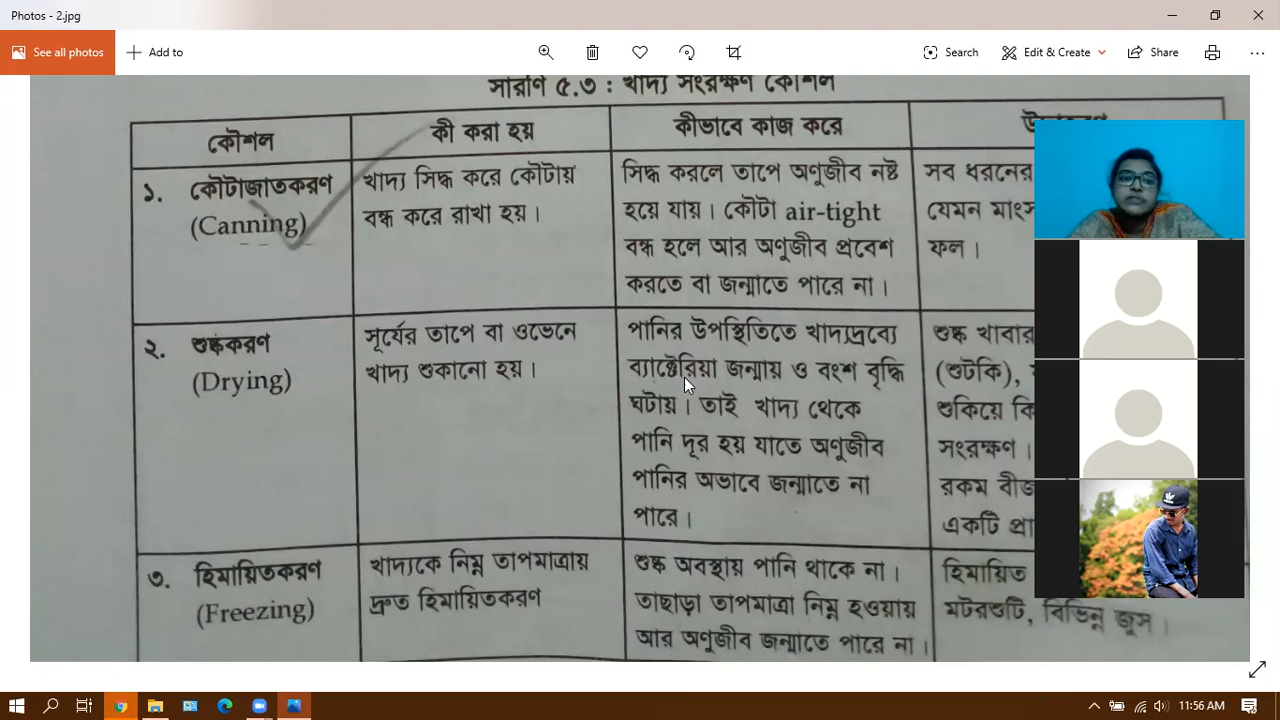 Photos - 2.jpg
See all photos
Add to
Search
Edit & Create
Share
সারণি ৫.৩ : খাদ্য সংরক্ষণ কৌশল
কৌশল
কী করা হয়
কীভাবে কাজ করে
১. কৌটাজাতকরণ
(Canning)
খাদ্য সিদ্ধ করে কৌটায়
বন্ধ করে রাখা হয়।
সিদ্ধ করলে তাপে অণুজীব নষ্ট
হয়ে যায়। কৌটা air-tight
বন্ধ হলে আর অণুজীব প্রবেশ
করতে বা জন্মাতে পারে না।
সব ধরনের
যেমন
ফল।
২. শুষ্ককরণ
(Drying)
সূর্যের তাপে বা ওভেনে
খাদ্য শুকানো হয়।
পানির উপস্থিতিতে খাদ্যদ্রব্যে
ব্যাক্টেরিয়া জন্মায় ও বংশ বৃদ্ধি
ঘটায়। তাই খাদ্য থেকে
পানি দূর হয় যাতে অণুজীব
পানির অভাবে জন্মাতে না
পারে।
শুষ্ক খাবার
(শুটকি),
শুকিয়ে
সংরক্ষণ।
রকম
একটি
৩. হিমায়িতকরণ
(Freezing)
খাদ্যকে নিম্ন তাপমাত্রায়
দ্রুত হিমায়িতকরণ
শুষ্ক অবস্থায় পানি থাকে না।
তাছাড়া তাপমাত্রা নিম্ন হওয়ায়
আর অণুজীব জন্মাতে পারে না।
হিমায়িত
মটরশুটি, বিভিন্ন জুস।
11:56 AM